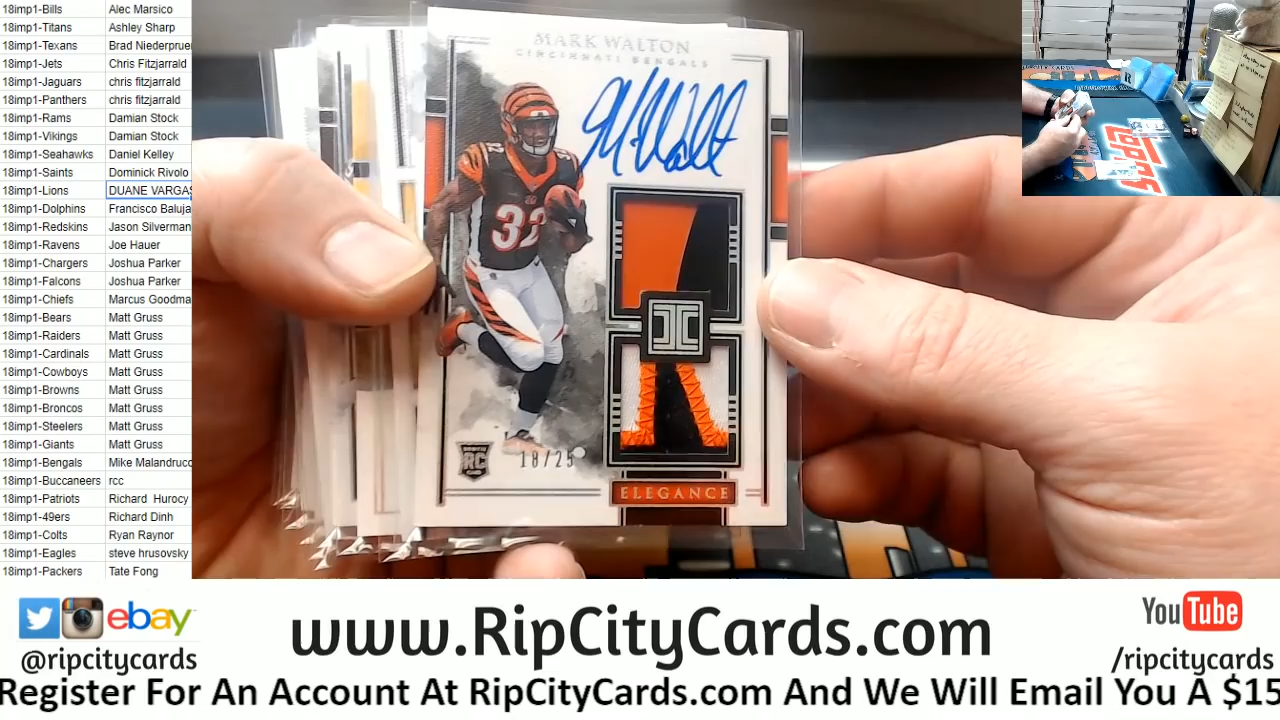 18imp1-Bills Alec Marsico
18imp1-Titans Ashley Sharp
18imp1-Texans Brad Niederprue
18imp1-Jets Chris Fitzjarrald
18imp1-Jaguars chris fitzjarrald
18imp1-Panthers chris fitzjarrald
18imp1-Rams Damian Stock
18imp1-Vikings Damian Stock
18imp1-Seahawks Daniel Kelley
18imp1-Saints Dominick Rivolo
18imp1-Lions DUANE VARGAS
18imp1-Dolphins Francisco Baluja
18imp1-Redskins Jason Silverman
18imp1-Ravens Joe Hauer
18imp1-Chargers Joshua Parker
18imp1-Falcons Joshua Parker
18imp1-Chiefs Marcus Goodma
18imp1-Bears Matt Gruss
18imp1-Raiders Matt Gruss
18imp1-Cardinals Matt Gruss
18imp1-Cowboys Matt Gruss
18imp1-Browns Matt Gruss
18imp1-Broncos Matt Gruss
18imp1-Steelers Matt Gruss
18imp1-Giants Matt Gruss
18imp1-Bengals Mike Malandruco
18imp1-Buccaneers rcc
18imp1-Patriots Richard Hurocy
18imp1-49ers Richard Dinh
18imp1-Colts Ryan Raynor
18imp1-Eagles steve hrusovsky
18imp1-Packers Tate Fong
MARK WALTON
CINCINNATI BENGALS
M Walt
32
RC
18/25
ELEGANCE
ebay
@ripcitycards
www.RipCityCards.com
YouTube
/ripcitycards
Register For An Account At RipCityCards.com And We Will Email You A $15